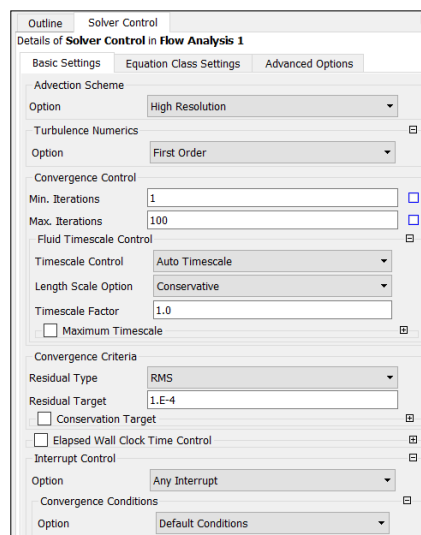 Outline Solver Control
Details of Solver Control in Flow Analysis 1
Basic Settings Equation Class Settings Advanced Options
Advection Scheme
Option High Resolution
Turbulence Numerics
Option First Order
Convergence Control
Min. Iterations 1
Max. Iterations 100
Fluid Timescale Control
Timescale Control Auto Timescale
Length Scale Option Conservative
Timescale Factor 1.0
Maximum Timescale
Convergence Criteria
Residual Type RMS
Residual Target 1.E-4
Conservation Target
Elapsed Wall Clock Time Control
Interrupt Control
Option Any Interrupt
Convergence Conditions
Option Default Conditions